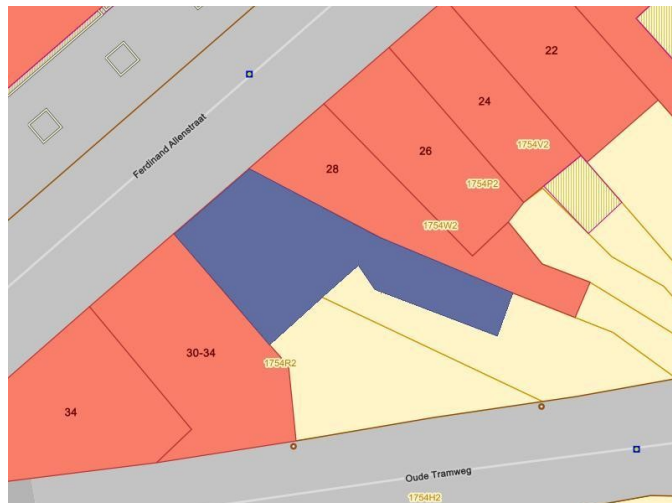 22
24
Ferdinand Allenstraat
1754V2
26
28
1754P2
1754W2
30-34
1754R2
34
Oude Tramweg
1754H2